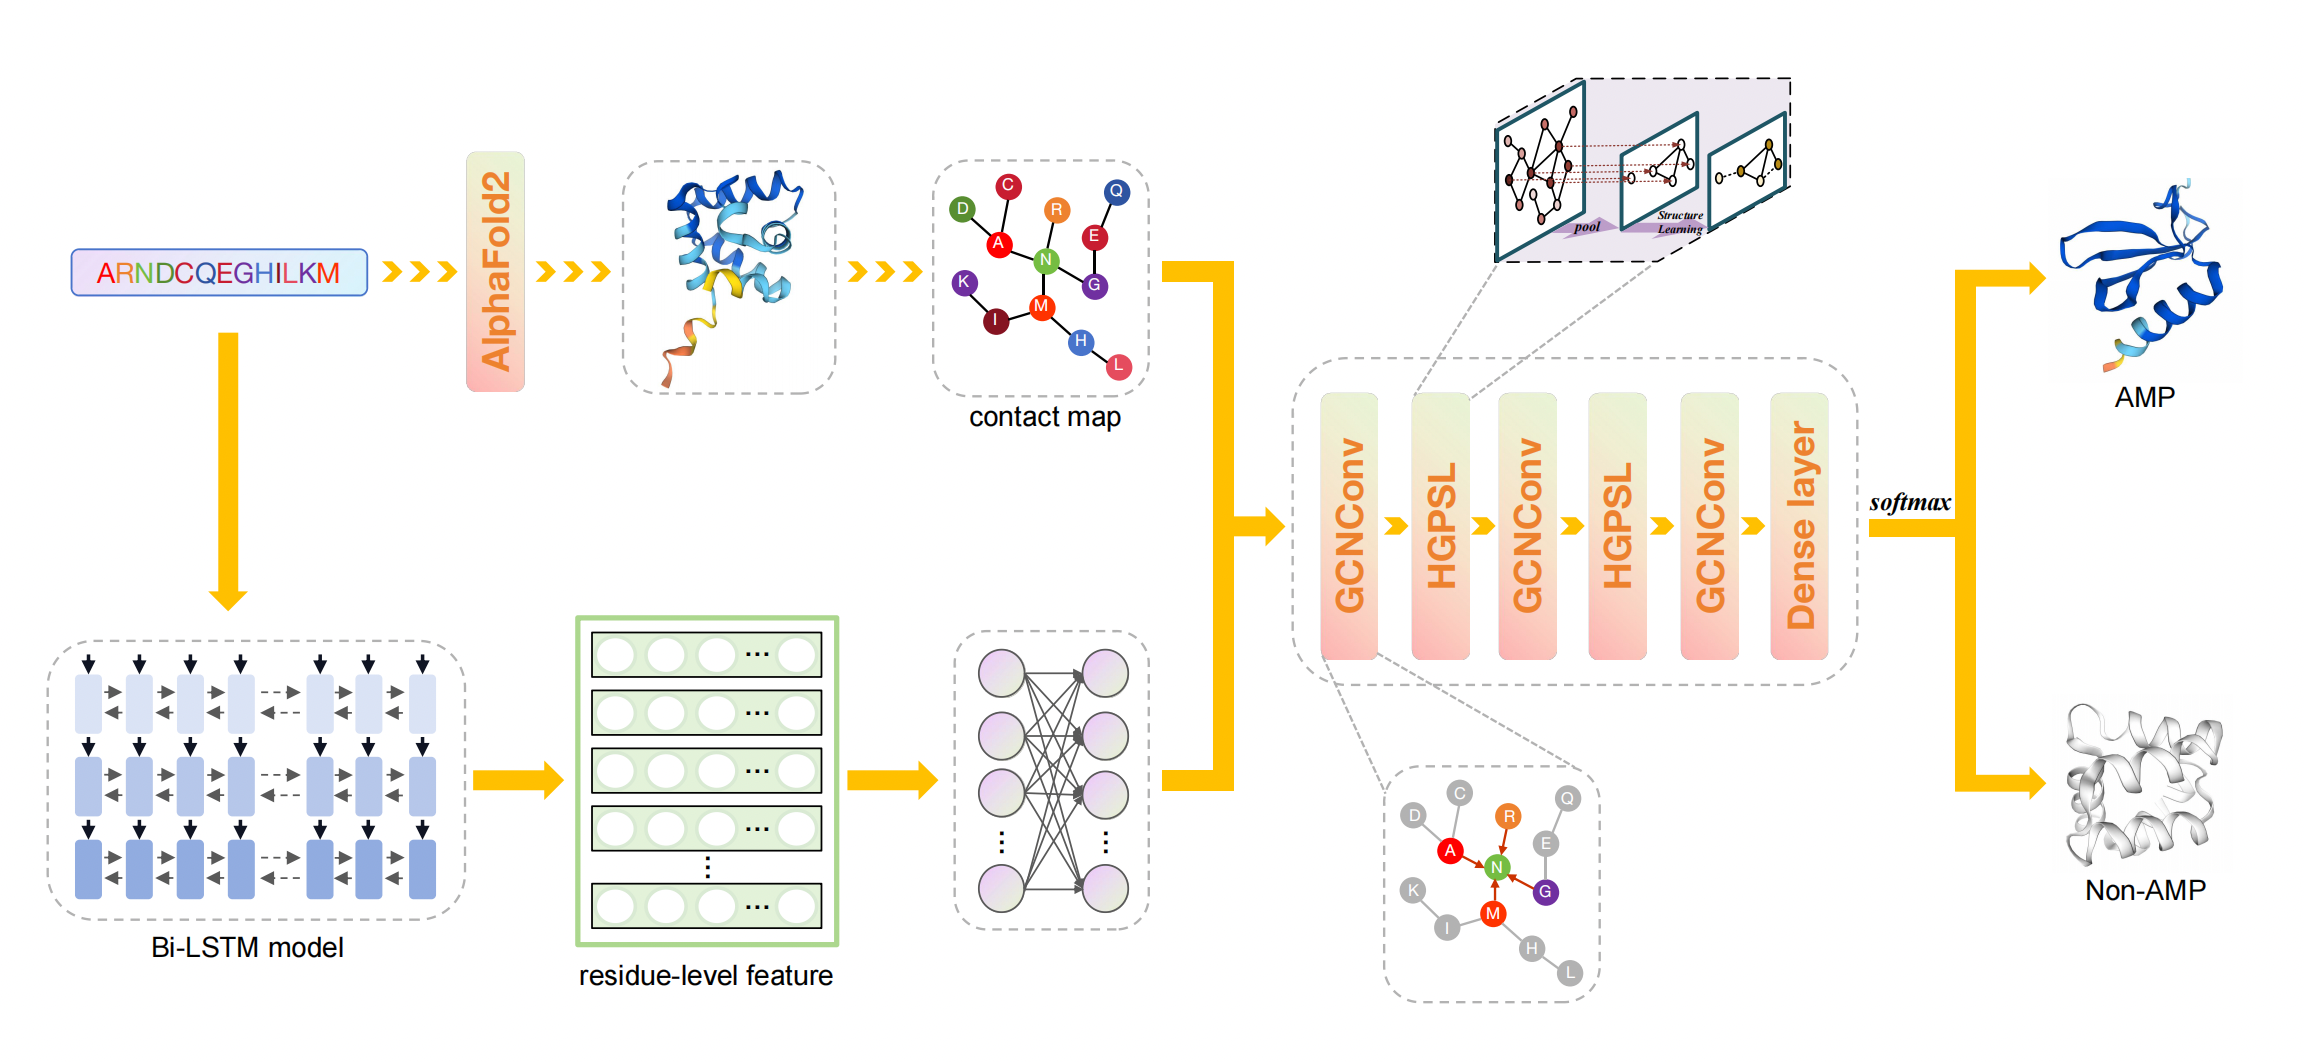 ARNDCQEGHILKM
AlphaFold2
C
Q
D
R
A
E
N
K
G
M
I
H
L
contact map
pool
Structure
Learning
GCNConv
HGPSL
GCNConv
HGPSL
GCNConv
Dense layer
softmax
AMP
Non-AMP
Bi-LSTM model
residue-level feature
C
Q
D
R
A
E
N
K
G
M
I
H
L